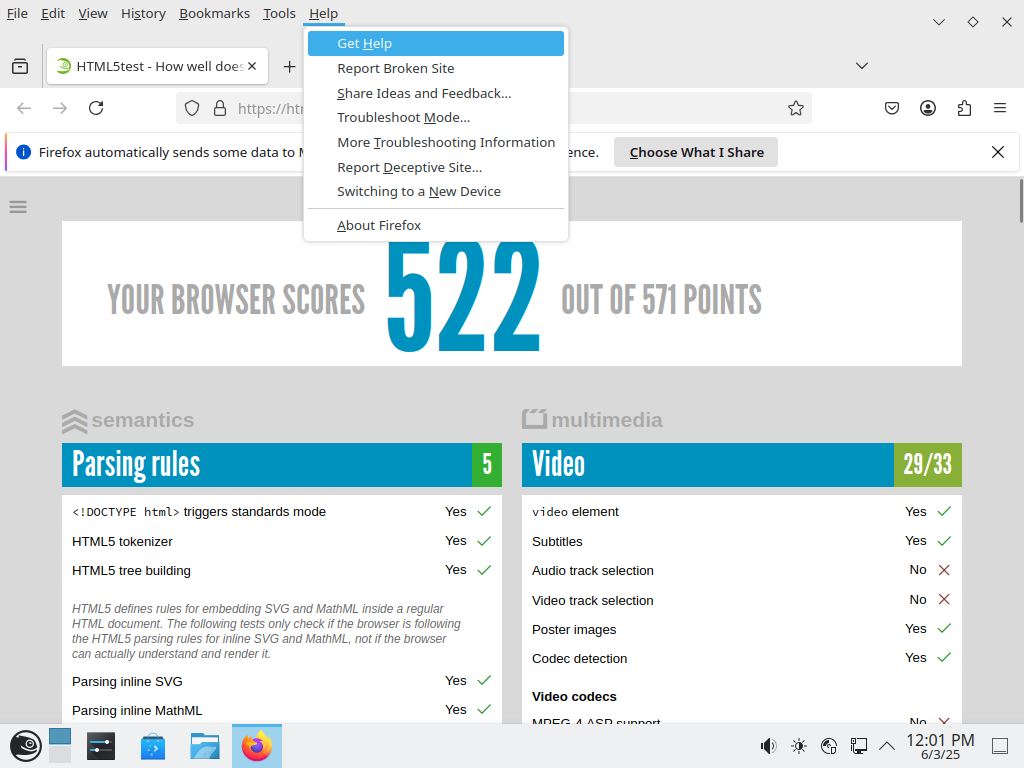 File Edit View History Bookmarks Tools Help
HTML5test - How well does
https://htm
Get Help
Report Broken Site
Share Ideas and Feedback...
Troubleshoot Mode...
More Troubleshooting Information
Report Deceptive Site...
Switching to a New Device
About Firefox
Firefox automatically sends some data to M
ence.
Choose What I Share
YOUR BROWSER SCORES 522 OUT OF 571 POINTS
semantics
Parsing rules 5
<!DOCTYPE html> triggers standards mode Yes
HTML5 tokenizer Yes
HTML5 tree building Yes
HTML5 defines rules for embedding SVG and MathML inside a regular
HTML document. The following tests only check if the browser is following
the HTML5 parsing rules for inline SVG and MathML, not if the browser
can actually understand and render it.
Parsing inline SVG Yes
Parsing inline MathML Yes
multimedia
Video 29/33
video element Yes
Subtitles Yes
Audio track selection No
Video track selection No
Poster images Yes
Codec detection Yes
Video codecs
MPEG-4 ASP support No
12:01 PM
6/3/25